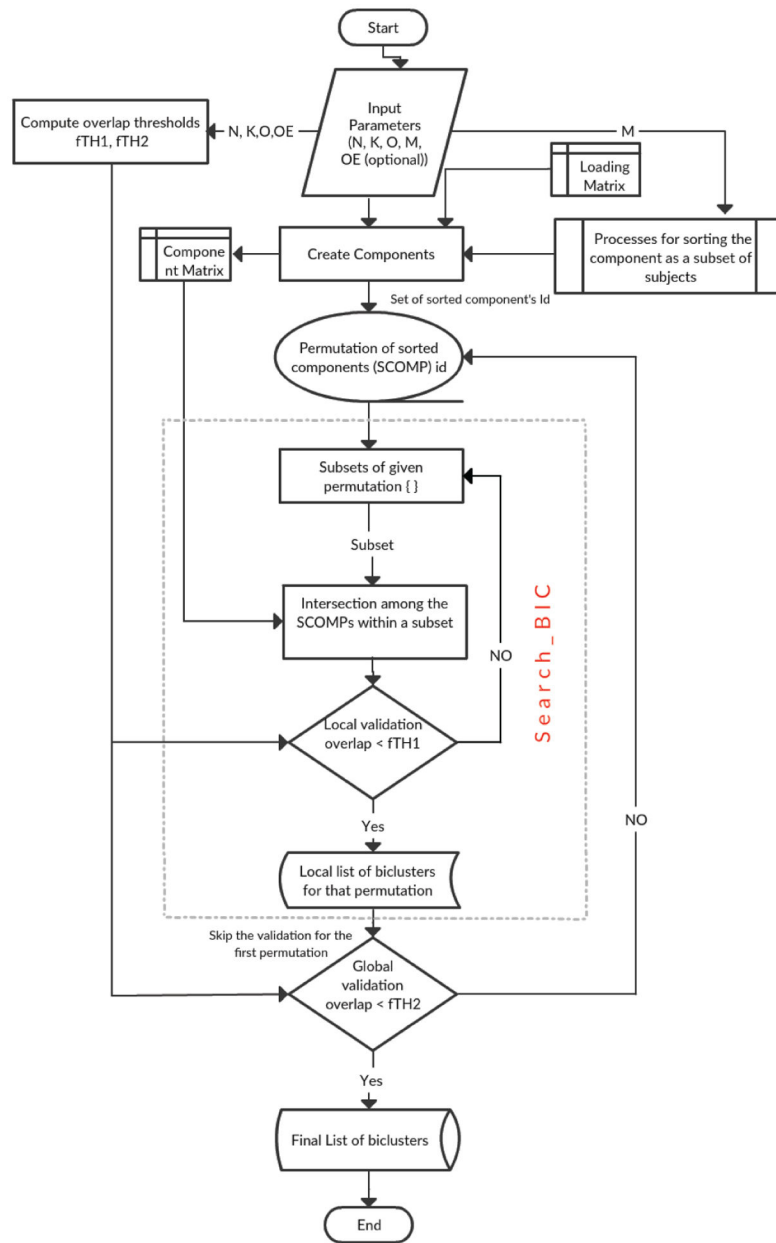 Start
Input
Parameters
(N, K, O, M,
OE (optional))
Compute overlap thresholds
fTH1, fTH2
N, K,O,OE
M
Loading
Matrix
Compone
nt Matrix
Create Components
Processes for sorting the
component as a subset of
subjects
Set of sorted component's Id
Permutation of sorted
components (SCOMP) id
Subsets of given
permutation { }
Subset
Intersection among the
SCOMPs within a subset
NO
Search_BIC
Local validation
overlap < fTH1
Yes
NO
Local list of biclusters
for that permutation
Skip the validation for the
first permutation
Global
validation
overlap < fTH2
Yes
Final List of biclusters
End